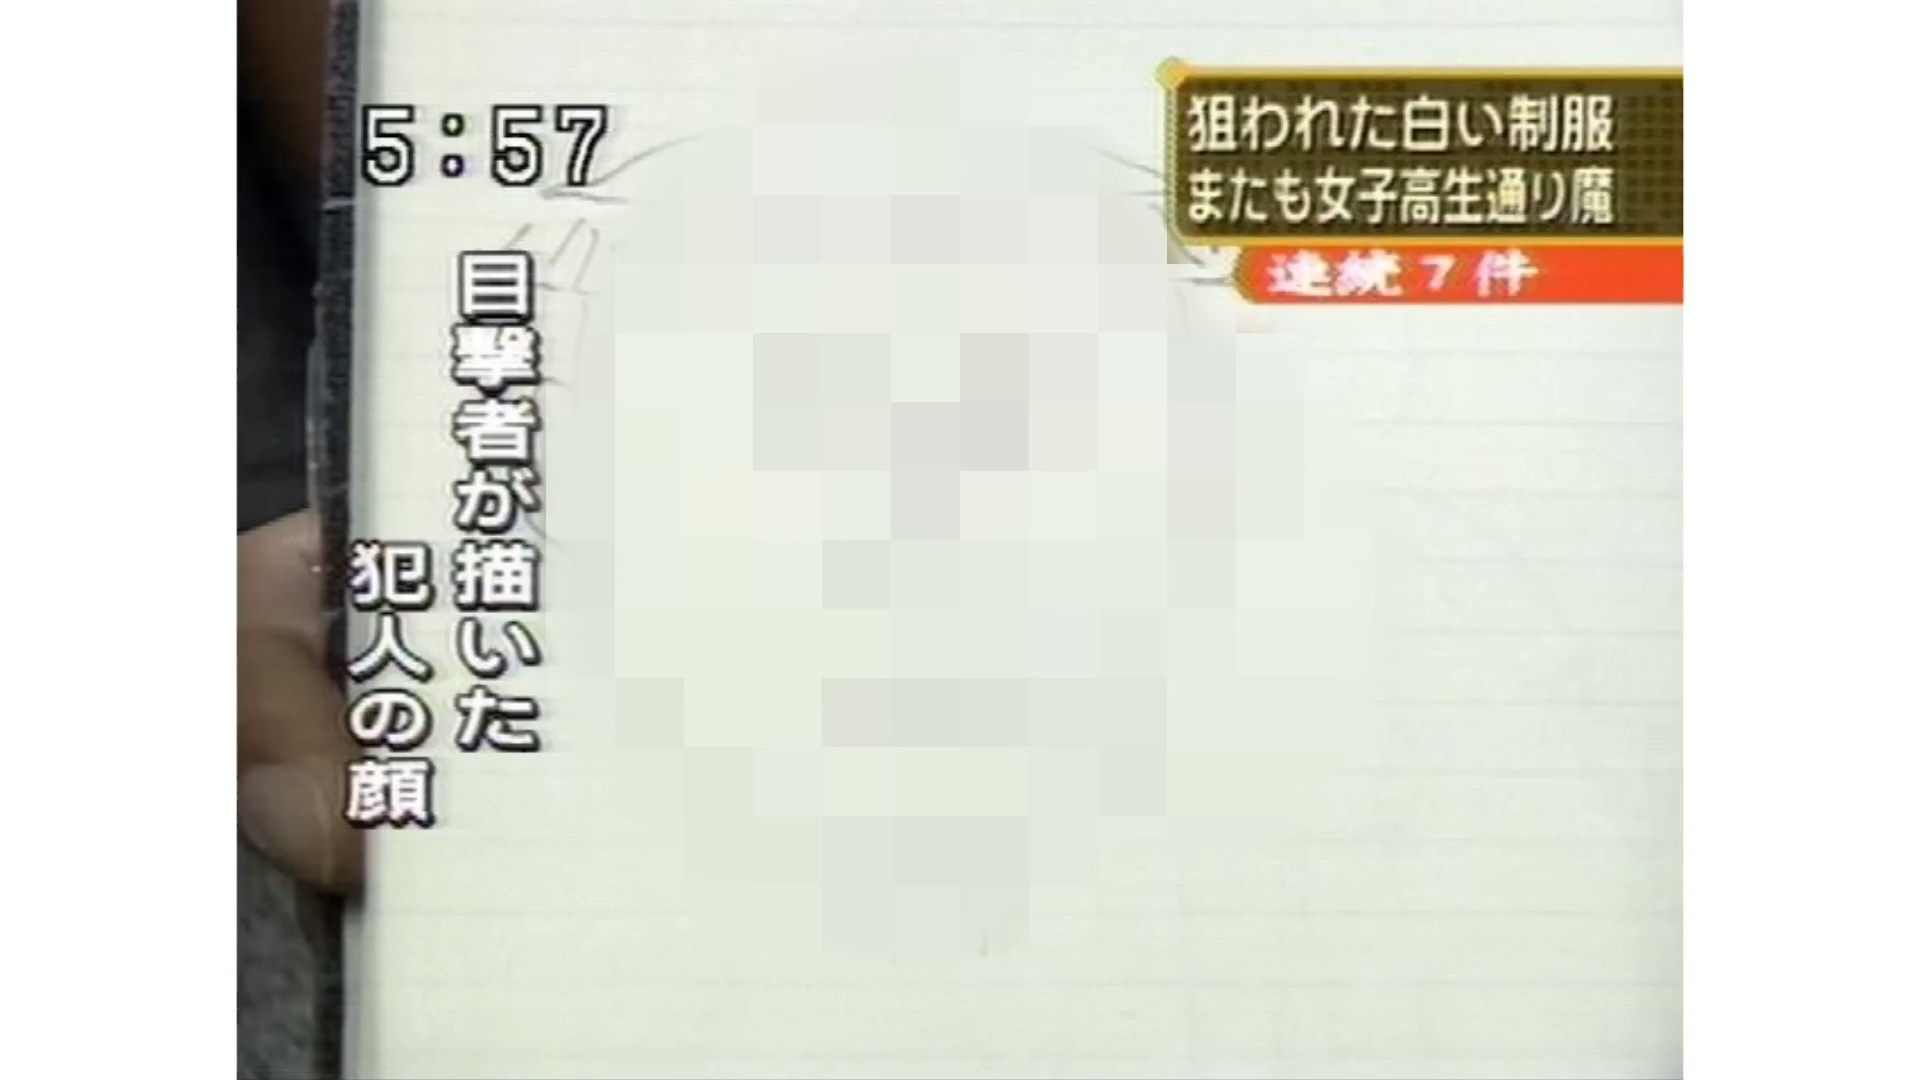 5:57
狙われた白い制服
またも女子高生通り魔
連続7件
目撃者が描いた
犯人の顔